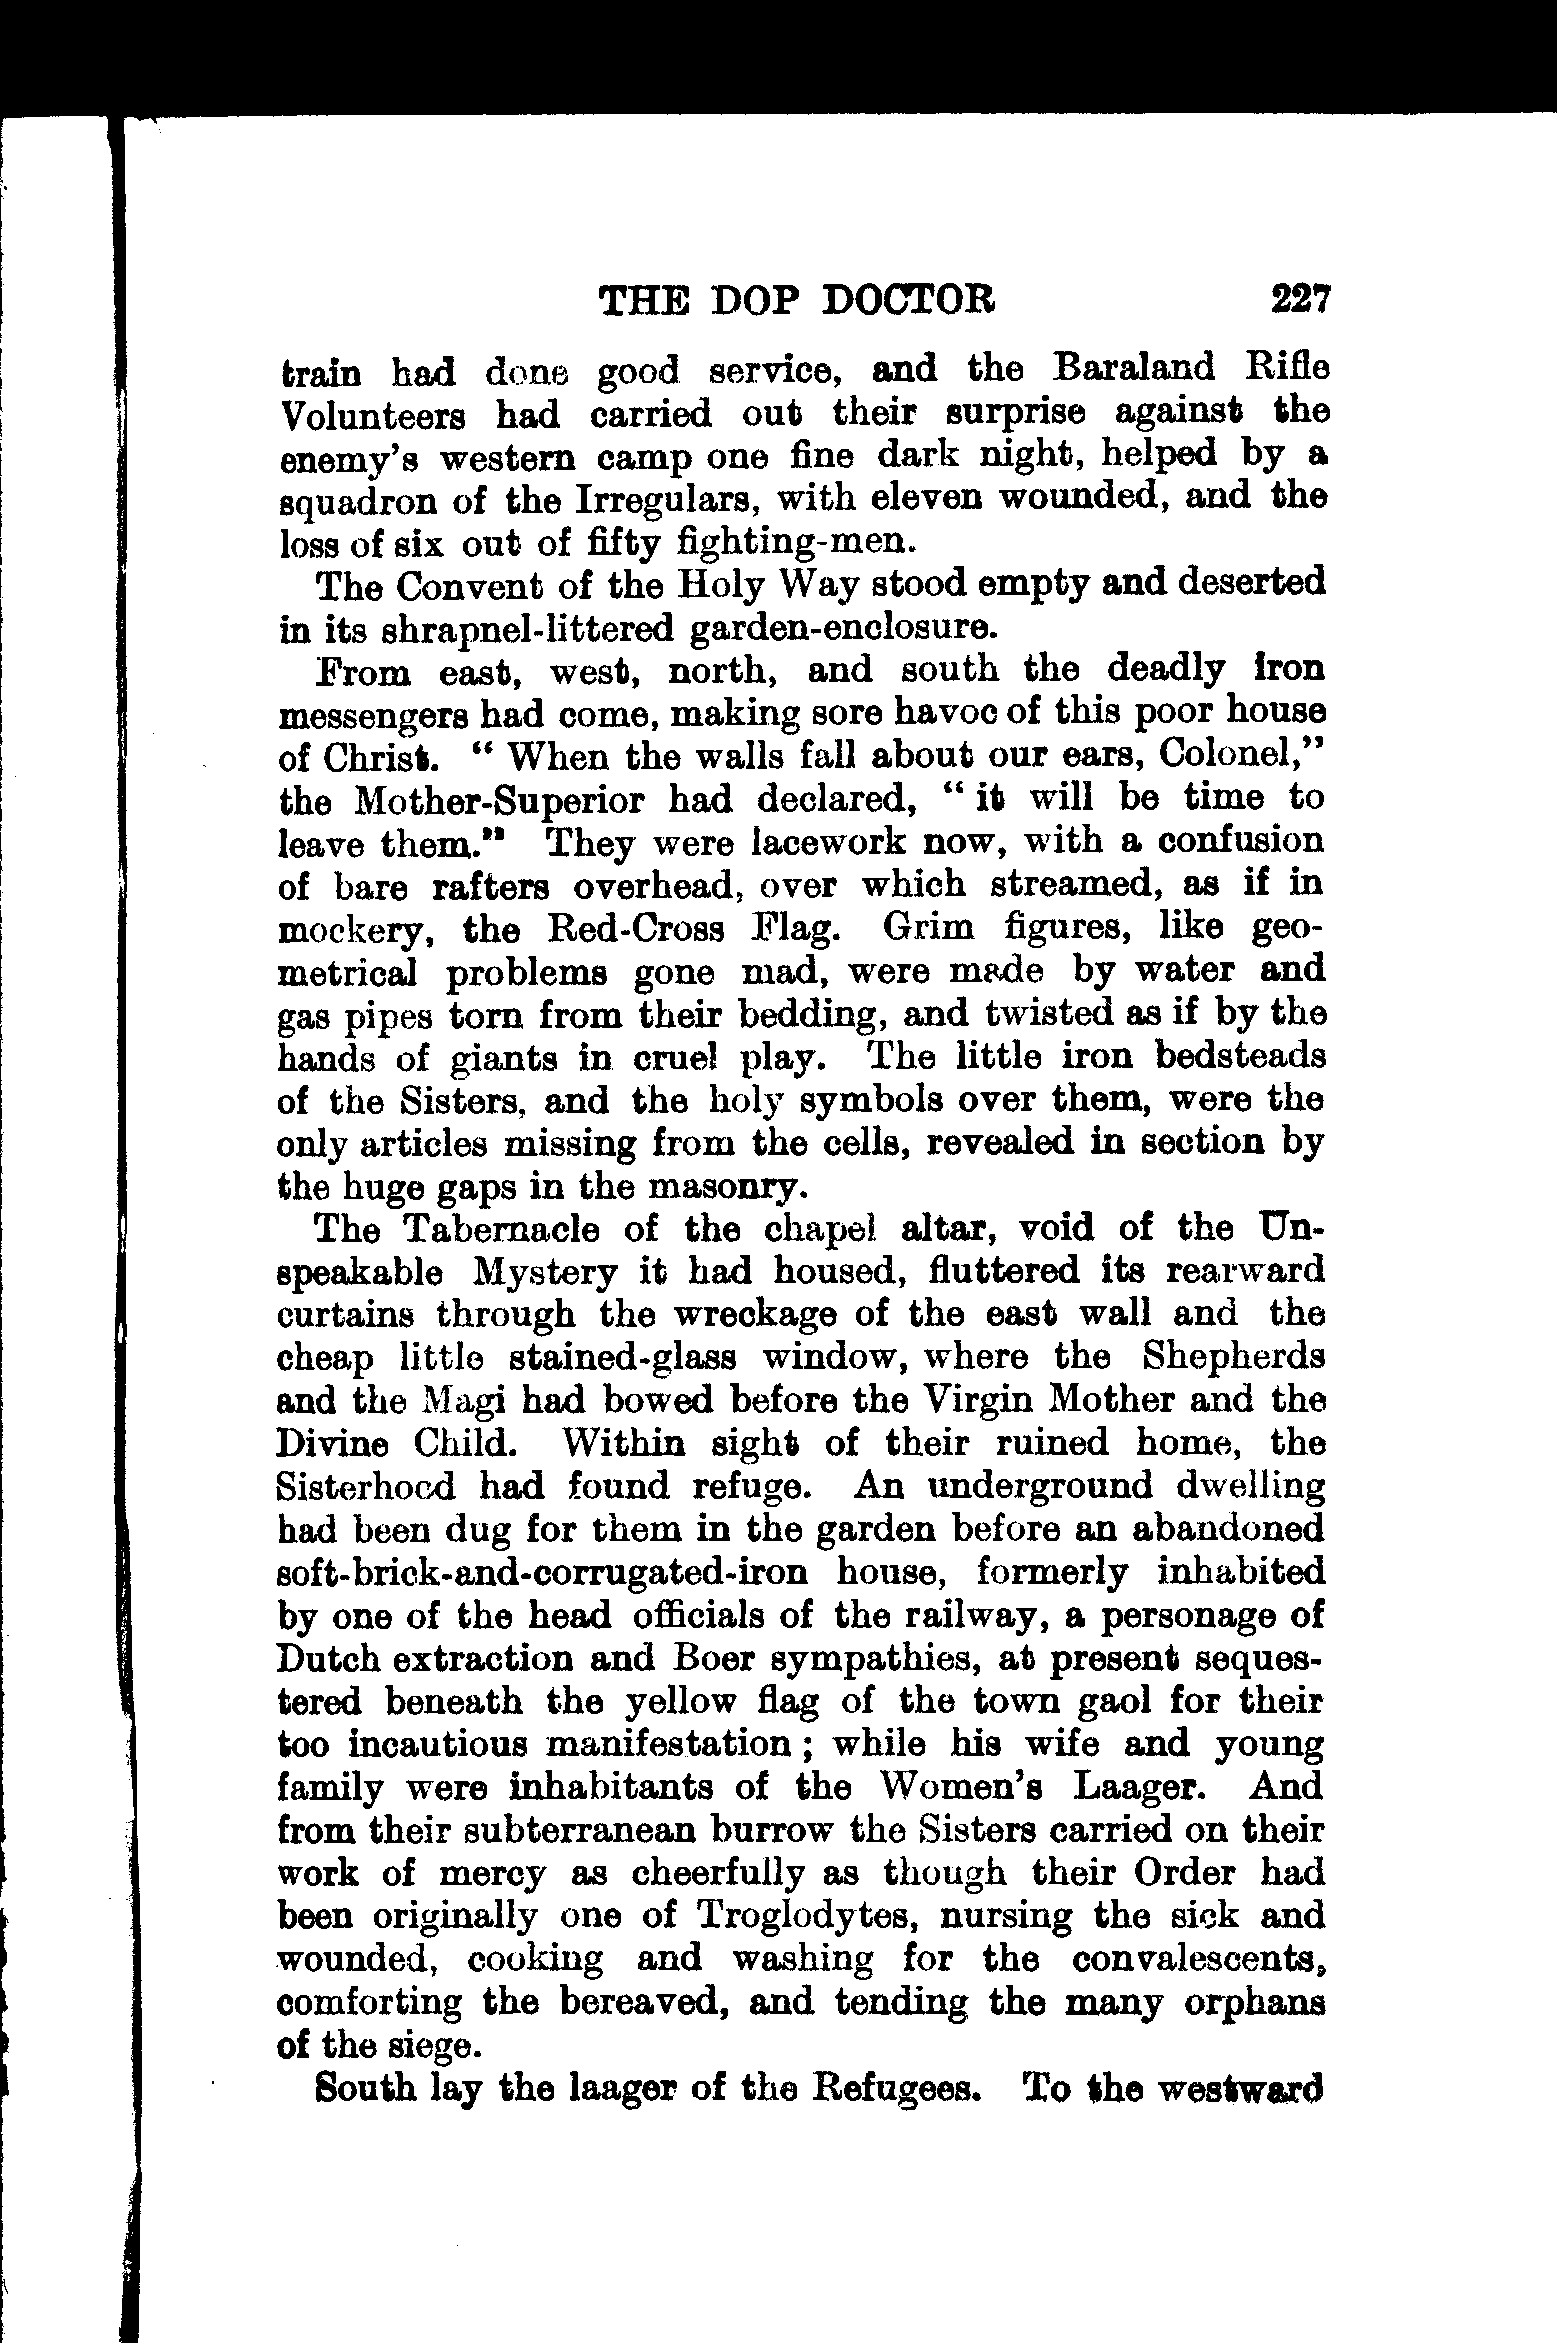 THE DOP DOCTOR 227
train had done good service, and the Baraland Rifle
Volunteers had carried out their surprise against the
enemy's western camp one fine dark night, helped by a
squadron of the Irregulars, with eleven wounded, and the
loss of six out of fifty fighting-men.
The Convent of the Holy Way stood empty and deserted
in its shrapnel-littered garden-enclosure.
From east, west, north, and south the deadly iron
messengers had come, making sore havoc of this poor house
of Christ. " When the walls fall about our ears, Colonel,"
the Mother-Superior had declared, " it will be time to
leave them." They were lacework now, with a confusion
of bare rafters overhead, over which streamed, as if in
mockery, the Red-Cross Flag. Grim figures, like geo-
metrical problems gone mad, were made by water and
gas pipes torn from their bedding, and twisted as if by the
hands of giants in cruel play. The little iron bedsteads
of the Sisters, and the holy symbols over them, were the
only articles missing from the cells, revealed in section by
the huge gaps in the masonry.
The Tabernacle of the chapel altar, void of the Un-
speakable Mystery it had housed, fluttered its rearward
curtains through the wreckage of the east wall and the
cheap little stained-glass window, where the Shepherds
and the Magi had bowed before the Virgin Mother and the
Divine Child. Within sight of their ruined home, the
Sisterhood had found refuge. An underground dwelling
had been dug for them in the garden before an abandoned
soft-brick-and-corrugated-iron house, formerly inhabited
by one of the head officials of the railway, a personage of
Dutch extraction and Boer sympathies, at present seques-
tered beneath the yellow flag of the town gaol for their
too incautious manifestation ; while his wife and young
family were inhabitants of the Women's Laager. And
from their subterranean burrow the Sisters carried on their
work of mercy as cheerfully as though their Order had
been originally one of Troglodytes, nursing the sick and
wounded, cooking and washing for the convalescents,
comforting the bereaved, and tending the many orphans
of the siege.
South lay the laager of the Refugees. To the westward